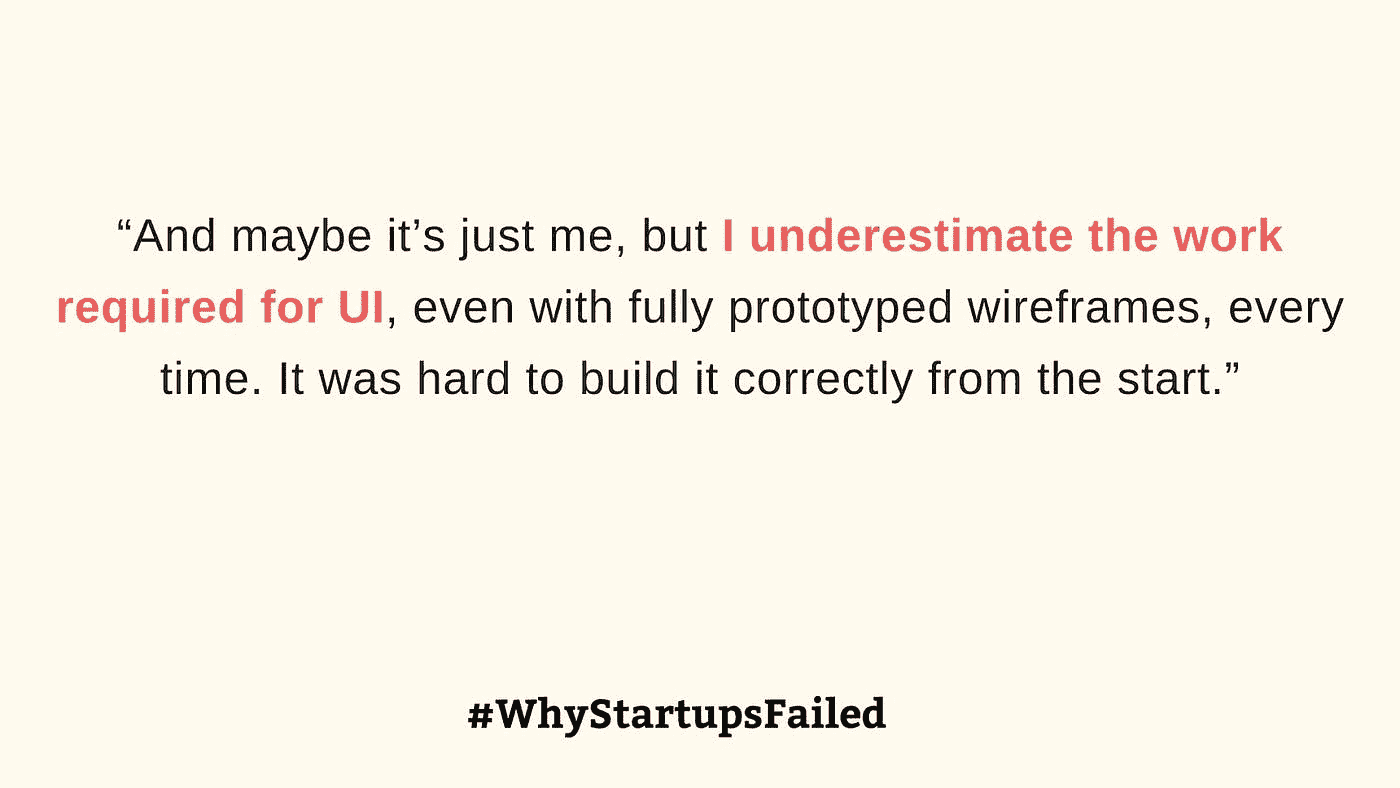 “And maybe it’s just me, but I underestimate the work
required for UI, even with fully prototyped wireframes, every
time. It was hard to build it correctly from the start.”
#WhyStartupsFailed